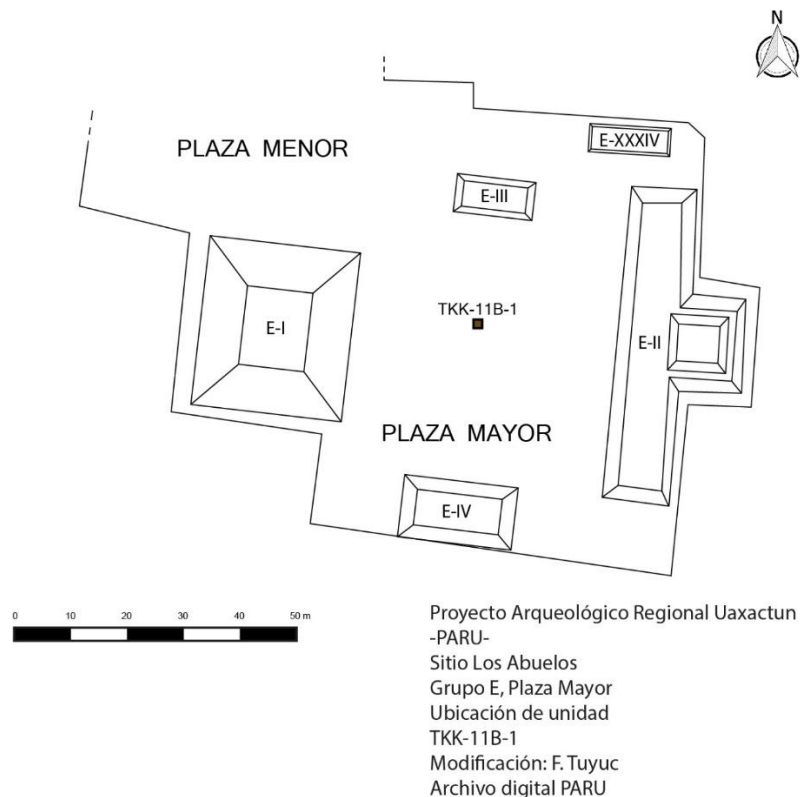 N
PLAZA MENOR
E-XXXIV
E-III
TKK-11B-1
E-I
E-II
PLAZA MAYOR
E-IV
0 10 20 30 40 50 m
Proyecto Arqueológico Regional Uaxactun
-PARU-
Sitio Los Abuelos
Grupo E, Plaza Mayor
Ubicación de unidad
TKK-11B-1
Modificación: F. Tuyuc
Archivo digital PARU